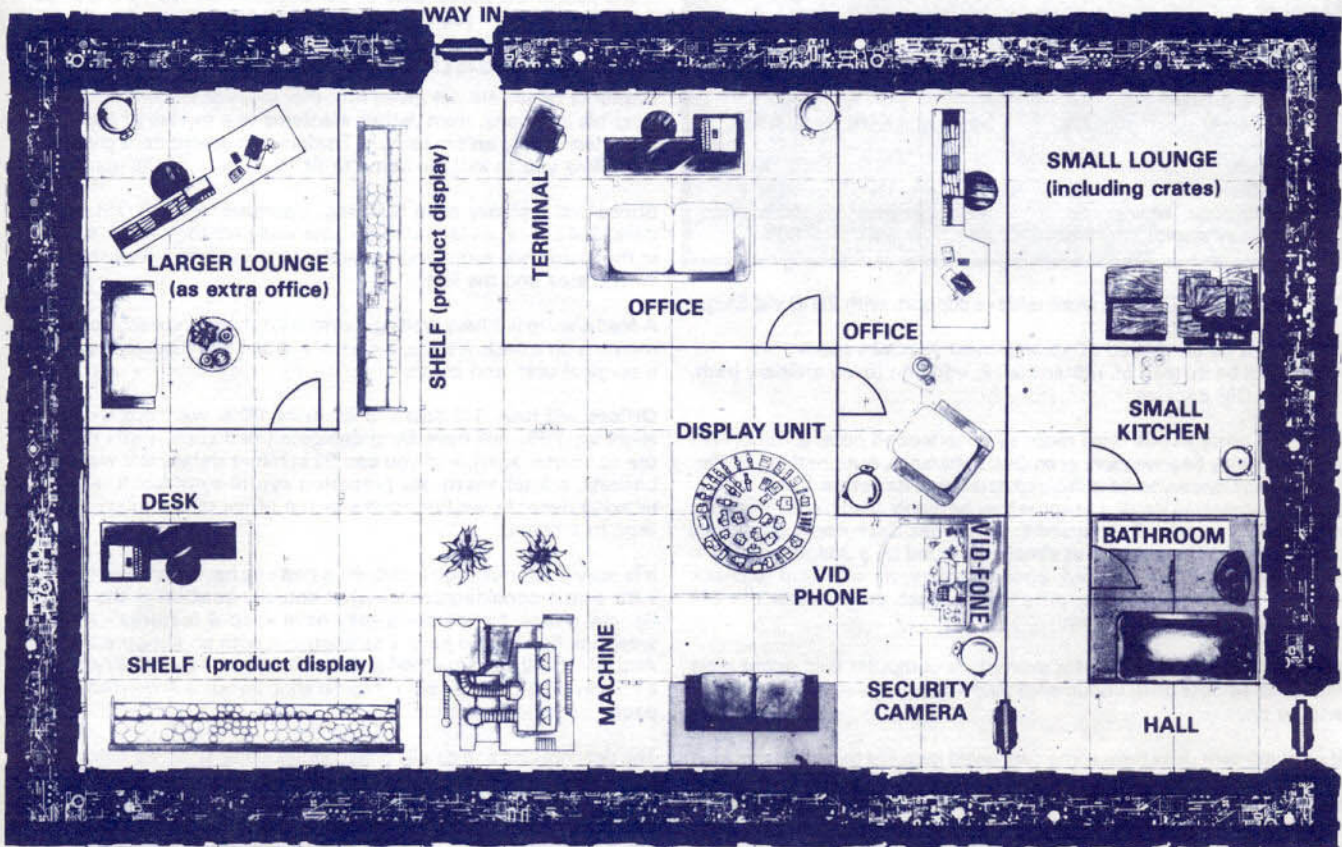 WAY IN
LARGER LOUNGE
(as extra office)
SHELF (product display)
TERMINAL
OFFICE
OFFICE
SMALL LOUNGE
(including crates)
DISPLAY UNIT
SMALL
KITCHEN
DESK
VID
PHONE
VID-FONE
BATHROOM
SHELF (product display)
MACHINE
SECURITY
CAMERA
HALL